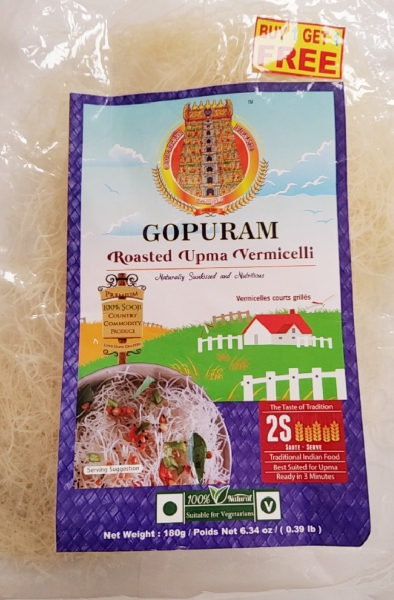 BUY 1 GET 1
FREE
TM
GOPURAM
Roasted Upma Vermicelli
Naturally Sundried and Nutritious
Vermicelles courts grillés
PREMIUM
100% SOOJI
COUNTRY
COMMODITY
PRODUCE
The Taste of Tradition
2S
SAUTE - SERVE
Traditional Indian Food
Best Suited for Upma
Ready in 3 Minutes
Serving Suggestion
100% Natural
Suitable for Vegetarians
V
Net Weight : 180g / Poids Net 6.34 oz / ( 0.39 lb )